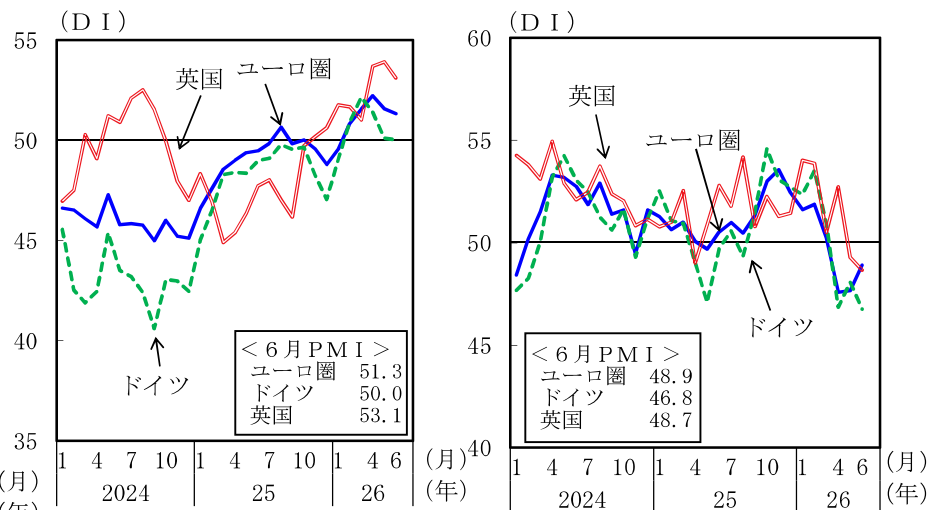 （ＤＩ）
55
50
45
40
35
英国
ユーロ圏
ドイツ
＜６月ＰＭＩ＞
ユーロ圏 51.3
ドイツ 50.0
英国 53.1
1 4 7 10 1 4 7 10 1 4 6 (月)
(月)
2024 25 26 (年)
(年)
（ＤＩ）
60
55
50
45
40
英国
ユーロ圏
ドイツ
＜６月ＰＭＩ＞
ユーロ圏 48.9
ドイツ 46.8
英国 48.7
1 4 7 10 1 4 7 10 1 4 6 (月)
2024 25 26 (年)